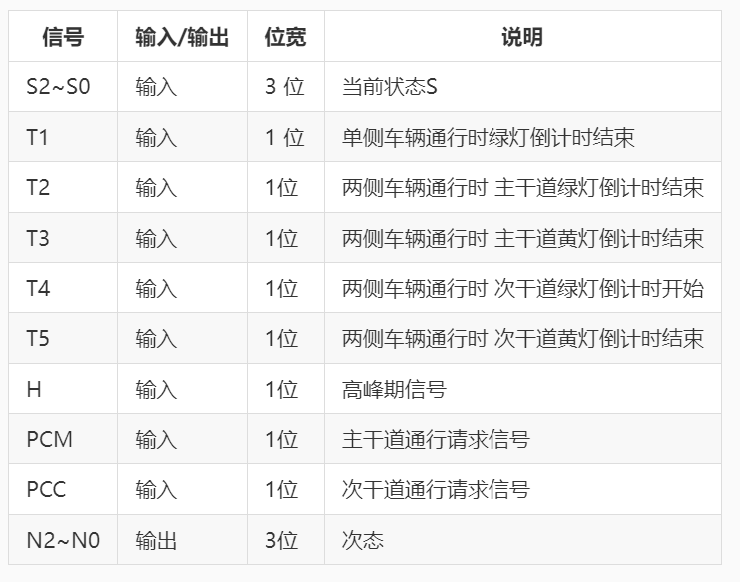 信号 输入/输出 位宽 说明
S2~S0 输入 3 位 当前状态S
T1 输入 1 位 单侧车辆通行时绿灯倒计时结束
T2 输入 1位 两侧车辆通行时 主干道绿灯倒计时结束
T3 输入 1位 两侧车辆通行时 主干道黄灯倒计时结束
T4 输入 1位 两侧车辆通行时 次干道绿灯倒计时开始
T5 输入 1位 两侧车辆通行时 次干道黄灯倒计时结束
H 输入 1位 高峰期信号
PCM 输入 1位 主干道通行请求信号
PCC 输入 1位 次干道通行请求信号
N2~N0 输出 3位 次态